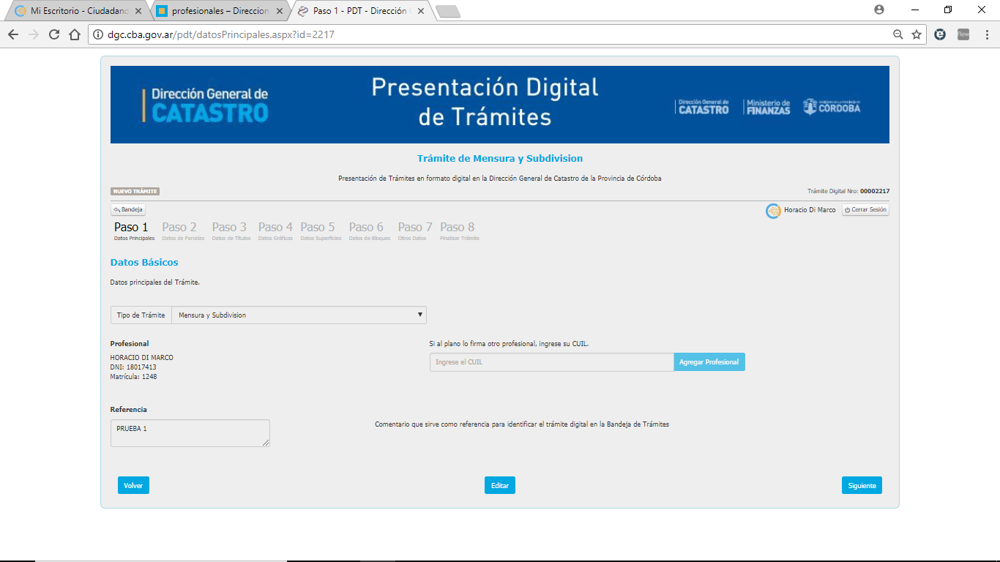 Mi Escritorio - Ciudadano
profesionales – Direccion
Paso 1 - PDT - Dirección
dgc.cba.gov.ar/pdt/datosPrincipales.aspx?id=2217
Dirección General de
CATASTRO
Presentación Digital
de Trámites
Dirección General de
CATASTRO
Ministerio de
FINANZAS
CÓRDOBA
Trámite de Mensura y Subdivision
Presentación de Trámites en formato digital en la Dirección General de Catastro de la Provincia de Córdoba
NUEVO TRÁMITE
Trámite Digital Nro: 00002217
Bandeja
Horacio Di Marco
Cerrar Sesión
Paso 1 Paso 2 Paso 3 Paso 4 Paso 5 Paso 6 Paso 7 Paso 8
Datos Principales Datos de Parcelas Datos de Títulos Datos Gráficos Datos Superficies Datos de Bloques Otros Datos Finalizar Trámite
Datos Básicos
Datos principales del Trámite.
Tipo de Trámite
Mensura y Subdivision
Profesional
Si al plano lo firma otro profesional, ingrese su CUIL.
HORACIO DI MARCO
DNI: 18017413
Matrícula: 1248
Ingrese el CUIL
Agregar Profesional
Referencia
PRUEBA 1
Comentario que sirve como referencia para identificar el trámite digital en la Bandeja de Trámites
Volver
Editar
Siguiente